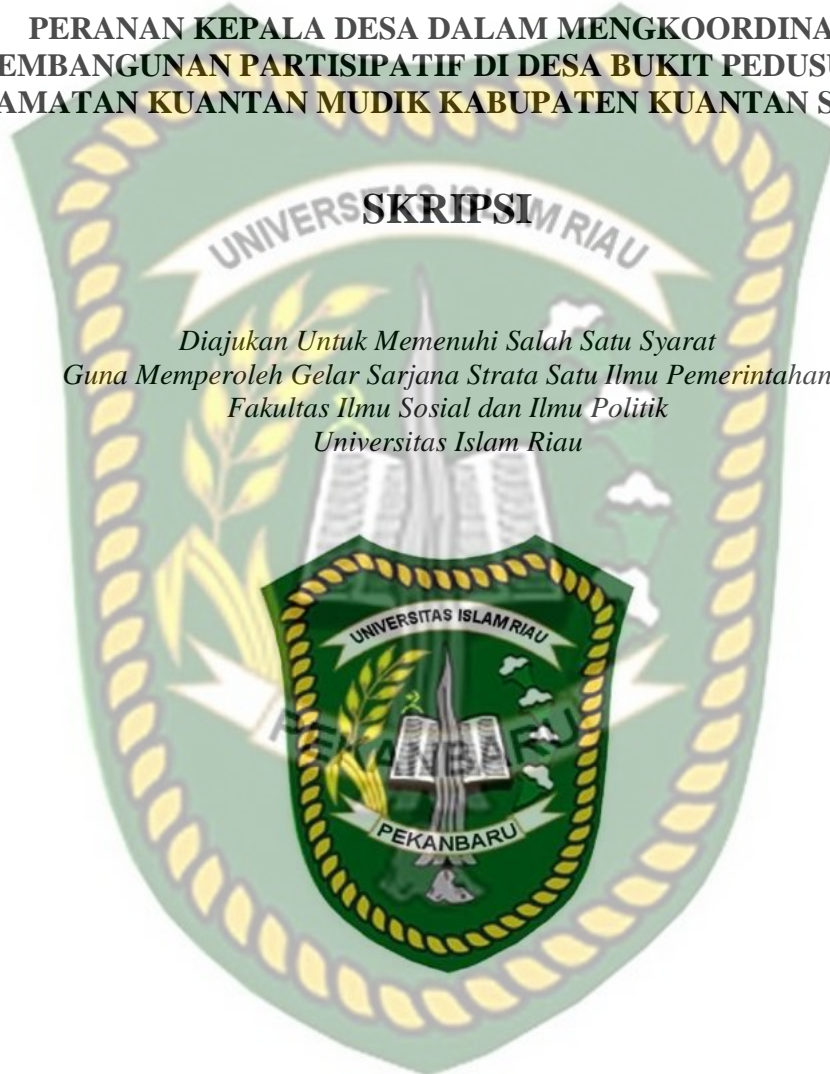 PERANAN KEPALA DESA DALAM MENGKOORDINA
EMBANGUNAN PARTISIPATIF DI DESA BUKIT PEDUSU
AMATAN KUANTAN MUDIK KABUPATEN KUANTAN S
SKRIPSI
UNIVERSITAS ISLAM RIAU
Diajukan Untuk Memenuhi Salah Satu Syarat
Guna Memperoleh Gelar Sarjana Strata Satu Ilmu Pemerintahan
Fakultas Ilmu Sosial dan Ilmu Politik
Universitas Islam Riau
UNIVERSITAS ISLAM RIAU
PEKANBARU
PEKANBARU